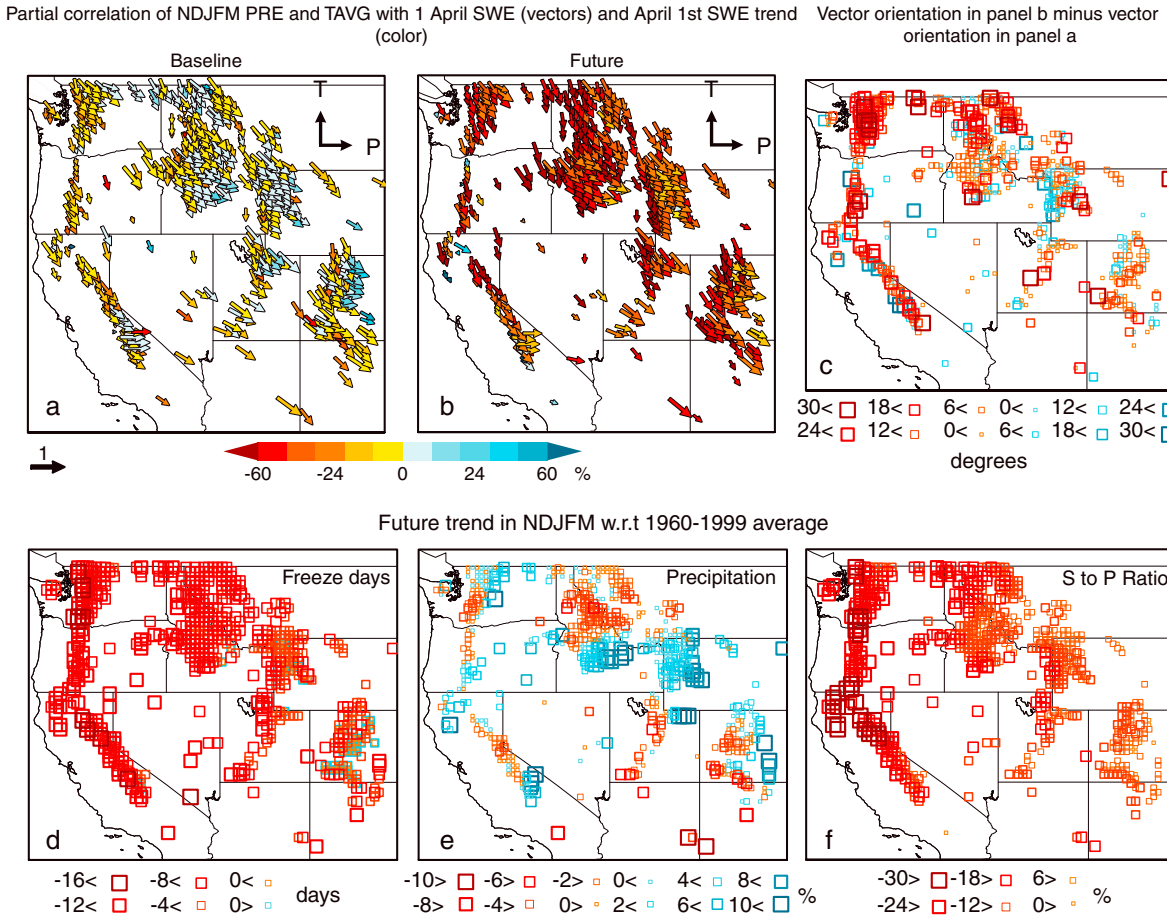 Partial correlation of NDJFM PRE and TAVG with 1 April SWE (vectors) and April 1st SWE trend
(color)
Vector orientation in panel b minus vector
orientation in panel a
Baseline
Future
T
P
a
T
P
b
c
1
-60 -24 0 24 60 %
30< 18< 6< 0< 12< 24<
24< 12< 0< 6< 18< 30<
degrees
Future trend in NDJFM w.r.t 1960-1999 average
Freeze days
d
Precipitation
e
S to P Ratio
f
-16< -8< 0<
-12< -4< 0>
days
-10> -6> -2> 0< 4< 8<
-8> -4> 0> 2< 6< 10<
%
-30> -18> 6>
-24> -12> 0>
%